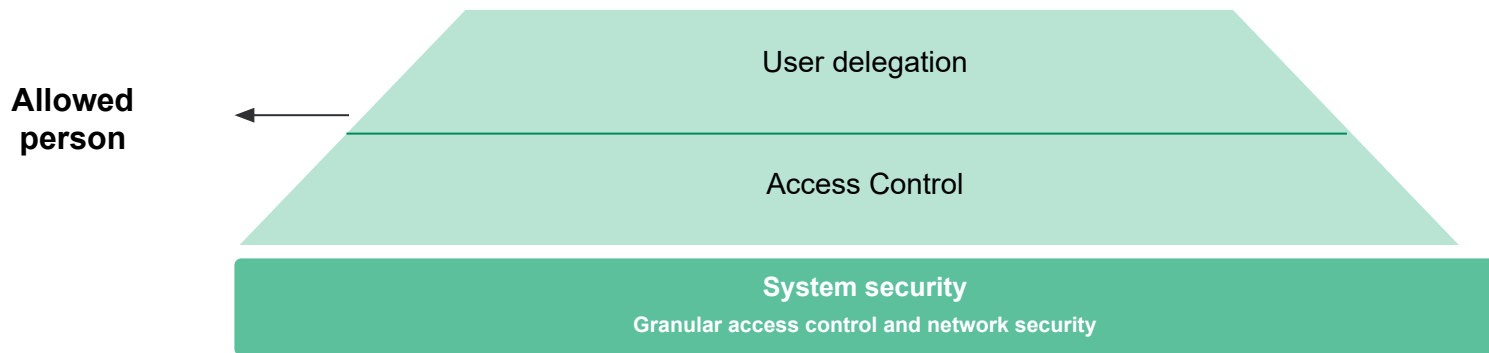 User delegation
Allowed
person
Access Control
System security
Granular access control and network security